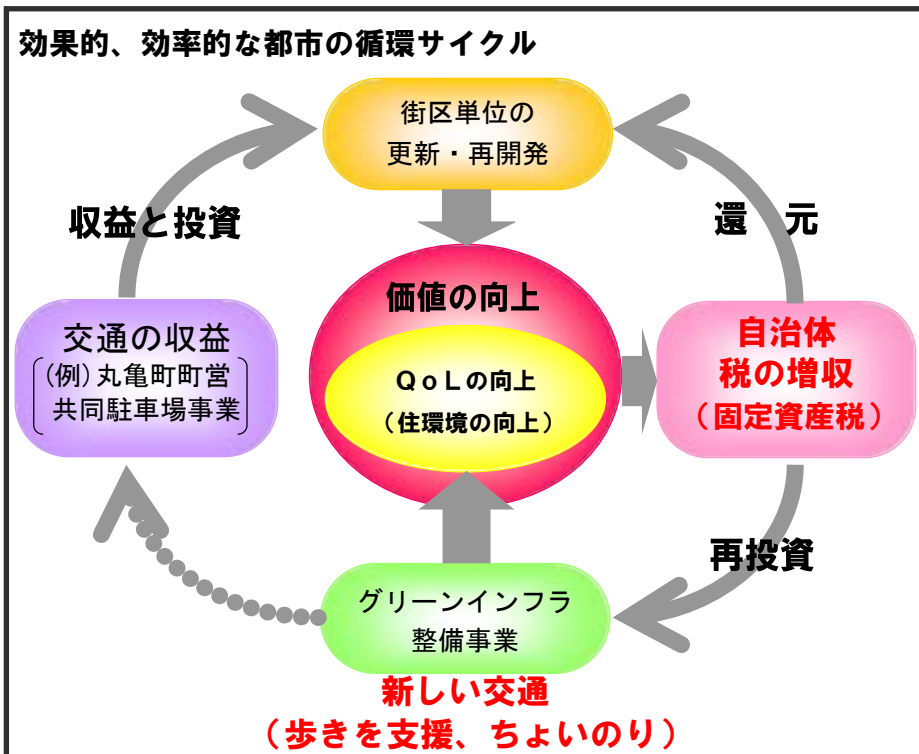 効果的、効率的な都市の循環サイクル
街区単位の
更新・再開発
収益と投資
還　元
価値の向上
ＱｏＬの向上
（住環境の向上）
交通の収益
(例)丸亀町町営
共同駐車場事業
自治体
税の増収
（固定資産税）
再投資
グリーンインフラ
整備事業
新しい交通
（歩きを支援、ちょいのり）